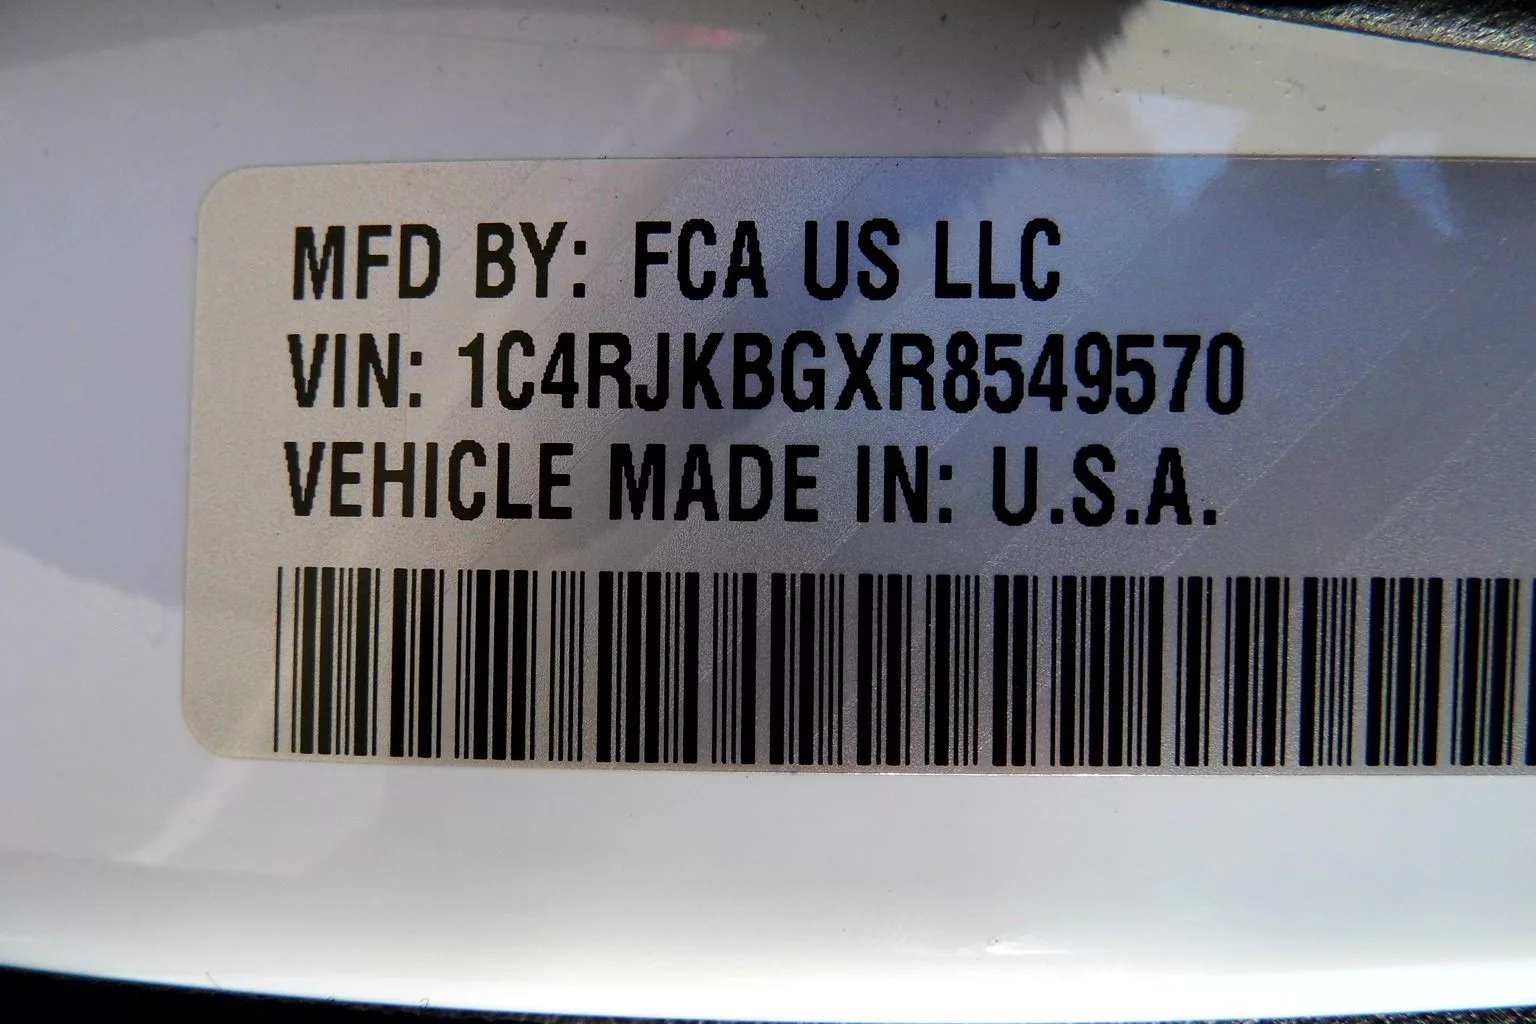 MFD BY: FCA US LLC
VIN: 1C4RJKBGXR8549570
VEHICLE MADE IN: U.S.A.